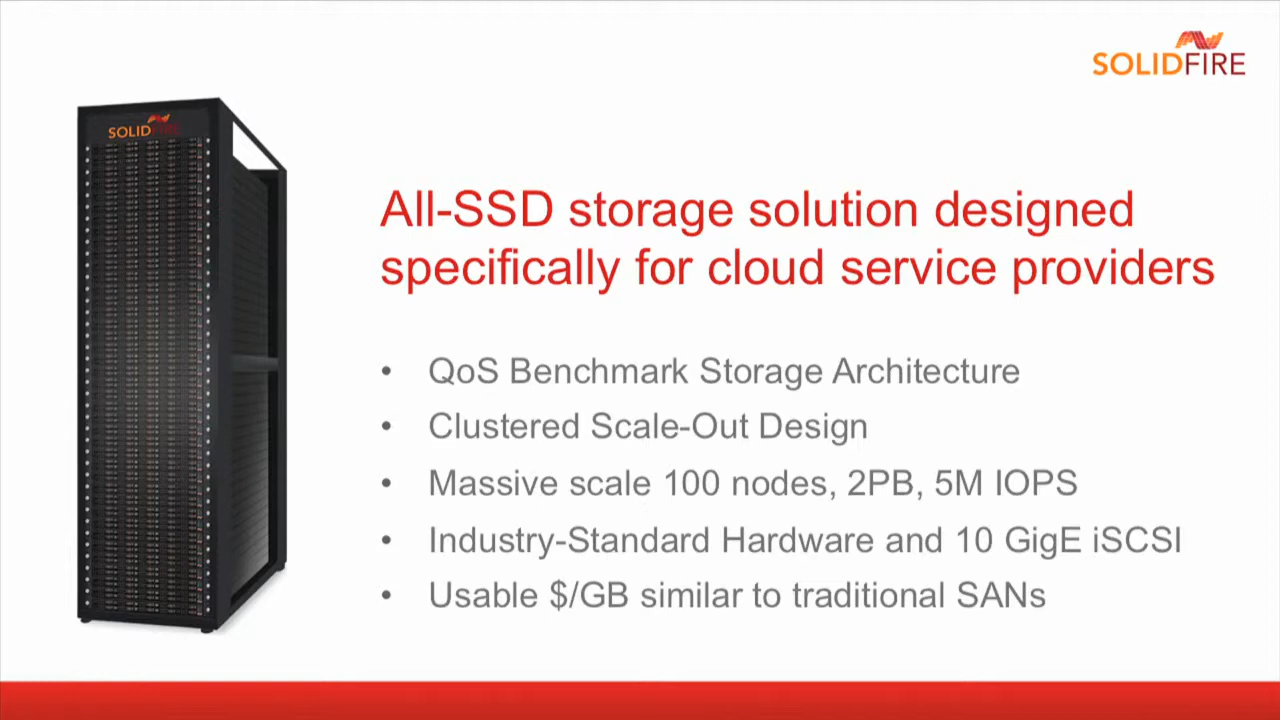 SOLIDFIRE
SOLIDFIRE
All-SSD storage solution designed
specifically for cloud service providers
• QoS Benchmark Storage Architecture
• Clustered Scale-Out Design
• Massive scale 100 nodes, 2PB, 5M IOPS
• Industry-Standard Hardware and 10 GigE iSCSI
• Usable $/GB similar to traditional SANs